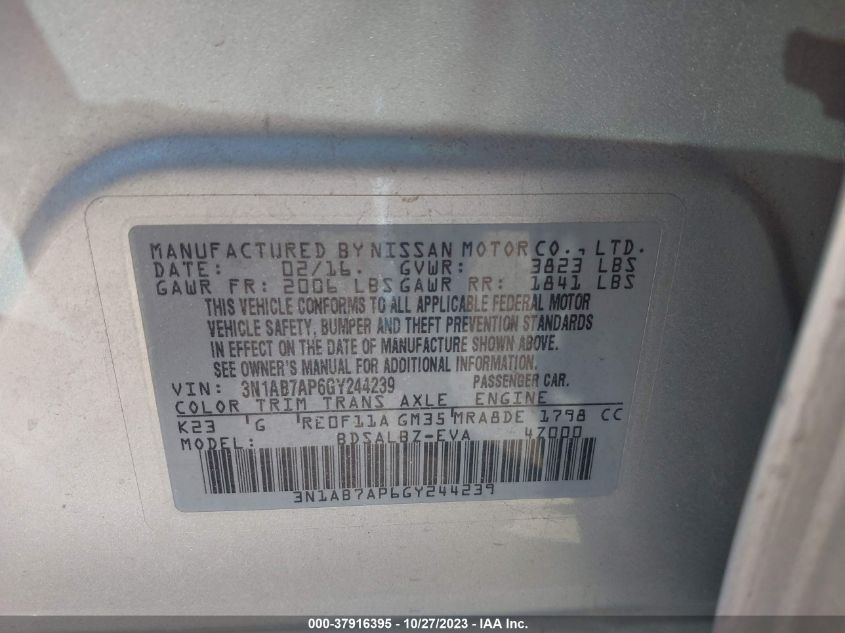 MANUFACTURED BY NISSAN MOTOR CO., LTD.
DATE: 02/16. GVWR: 3823 LBS
GAWR FR: 2006 LBS GAWR RR: 1841 LBS
THIS VEHICLE CONFORMS TO ALL APPLICABLE FEDERAL MOTOR
VEHICLE SAFETY, BUMPER AND THEFT PREVENTION STANDARDS
IN EFFECT ON THE DATE OF MANUFACTURE SHOWN ABOVE.
SEE OWNER'S MANUAL FOR ADDITIONAL INFORMATION.
VIN: 3N1AB7AP6GY244239 PASSENGER CAR.
COLOR TRIM TRANS AXLE ENGINE
K23 G RE0F11A GM35 MRA8DE 1798 CC
MODEL: BDSALBZ-EVA 47000
3N1AB7AP6GY244239
000-37916395 - 10/27/2023 - IAA Inc.